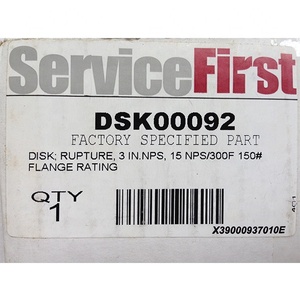 ServiceFirst
DSK00092
FACTORY SPECIFIED PART
DISK; RUPTURE, 3 IN.NPS, 15 NPS/300F 150#
FLANGE RATING
QTY
1
X39000937010E